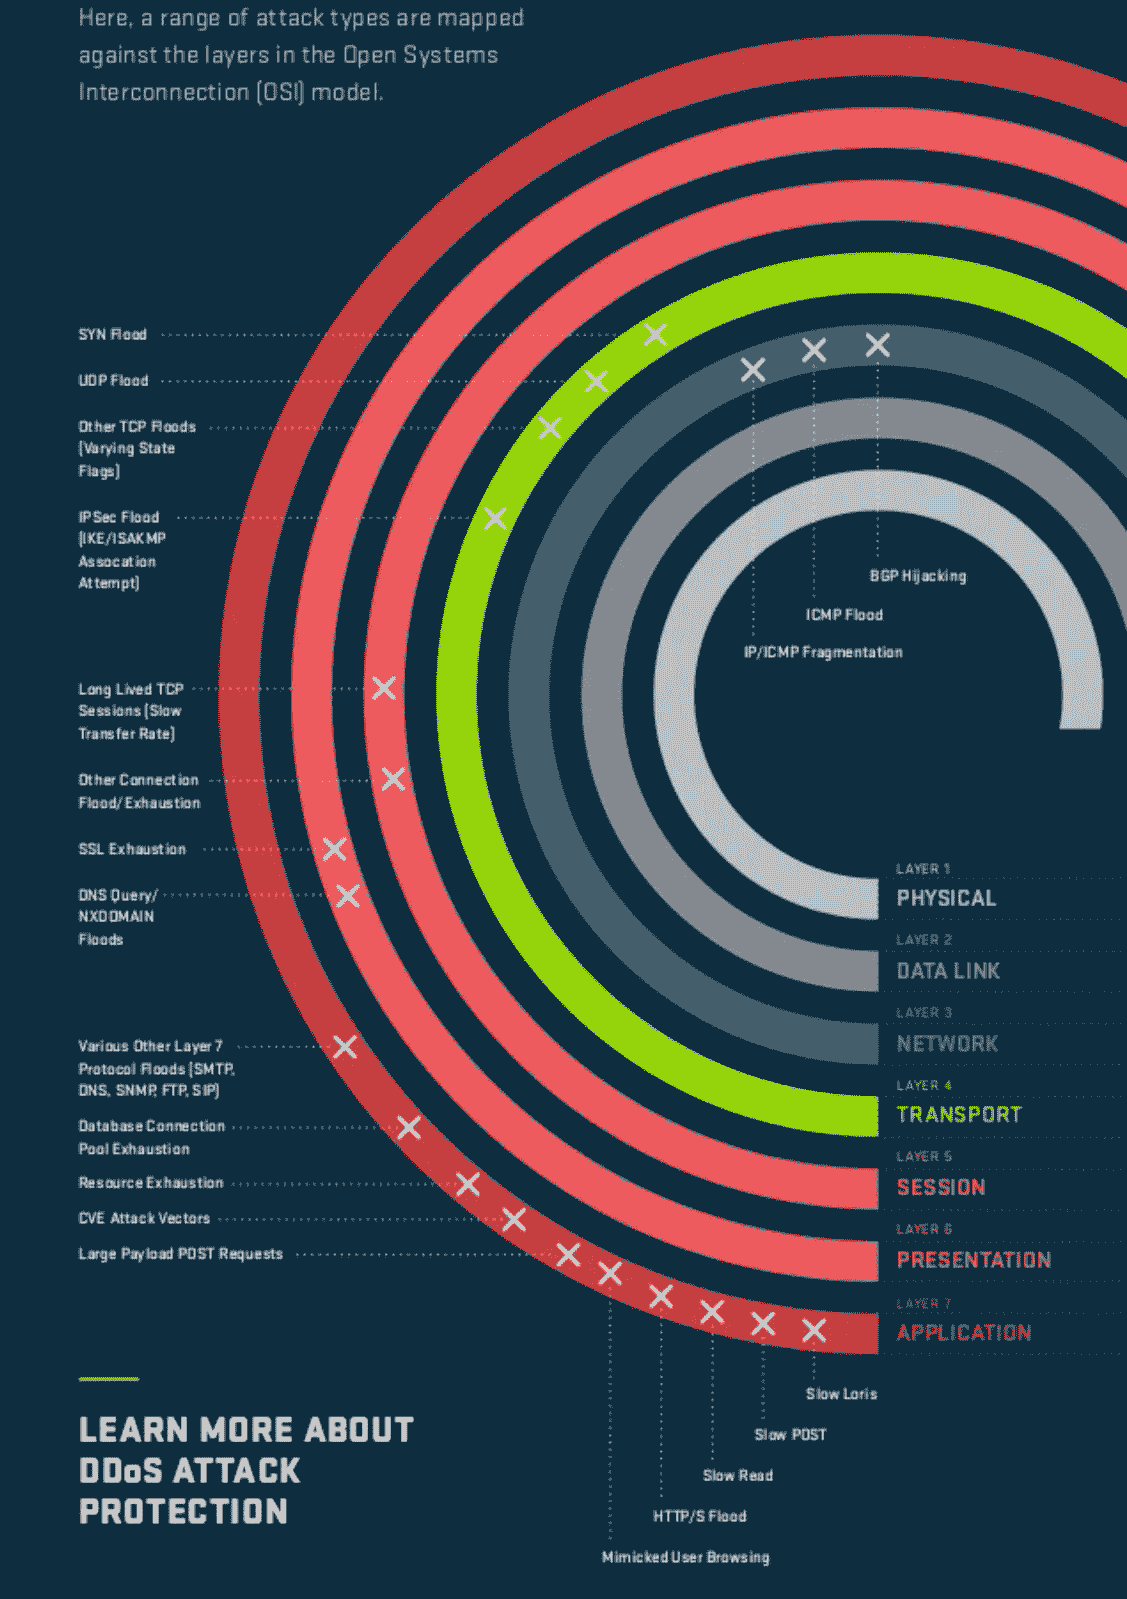 Here, a range of attack types are mapped
against the layers in the Open Systems
Interconnection (OSI) model.
SYN Flood
UDP Flood
Other TCP Floods
(Varying State
Flags)
IPSec Flood
(IKE/ISAKMP
Assocation
Attempt)
BGP Hijacking
ICMP Flood
IP/ICMP Fragmentation
Long Lived TCP
Sessions (Slow
Transfer Rate)
Other Connection
Flood/Exhaustion
SSL Exhaustion
DNS Query/
NXDOMAIN
Floods
LAYER 1
PHYSICAL
LAYER 2
DATA LINK
LAYER 3
NETWORK
LAYER 4
TRANSPORT
LAYER 5
SESSION
LAYER 6
PRESENTATION
LAYER 7
APPLICATION
Various Other Layer 7
Protocol Floods (SMTP,
DNS, SNMP, FTP, SIP)
Database Connection
Pool Exhaustion
Resource Exhaustion
CVE Attack Vectors
Large Payload POST Requests
Slow Loris
Slow POST
Slow Read
HTTP/S Flood
Mimicked User Browsing
LEARN MORE ABOUT
DDoS ATTACK
PROTECTION